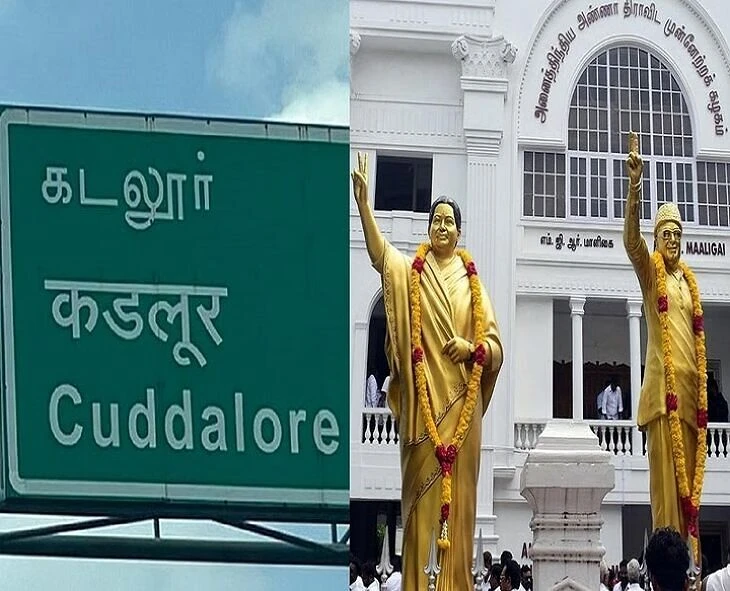 கடலூர்
कडलूर
Cuddalore
அனைத்திந்திய அண்ணா திராவிட முன்னேற்றக் கழகம்
எம்.ஜி.ஆர். மாளிகை
MAALIGAI